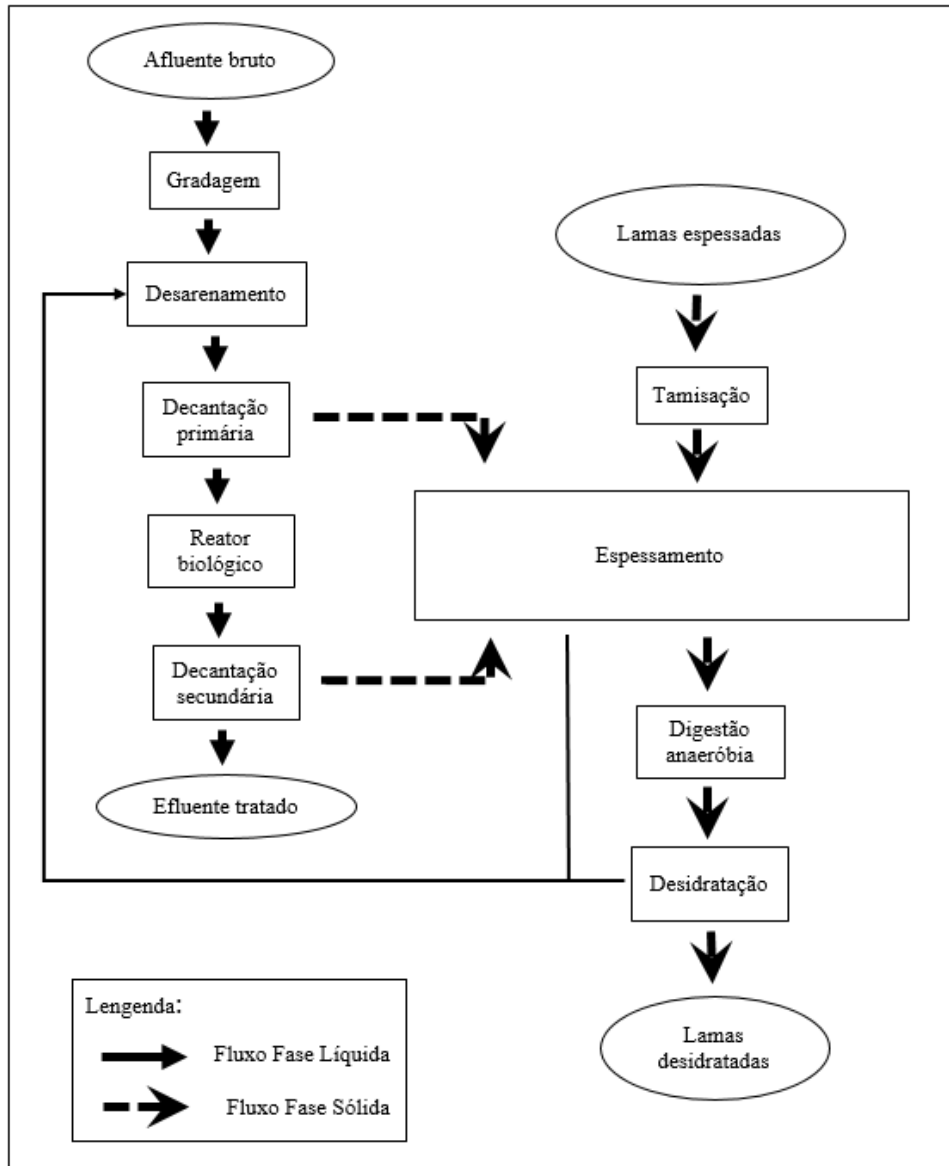 Afluente bruto
Gradagem
Desarenamento
Decantação
primária
Reator
biológico
Decantação
secundária
Efluente tratado
Lamas espessadas
Tamisação
Espessamento
Digestão
anaeróbia
Desidratação
Lamas
desidratadas
Lengenda:
Fluxo Fase Líquida
Fluxo Fase Sólida